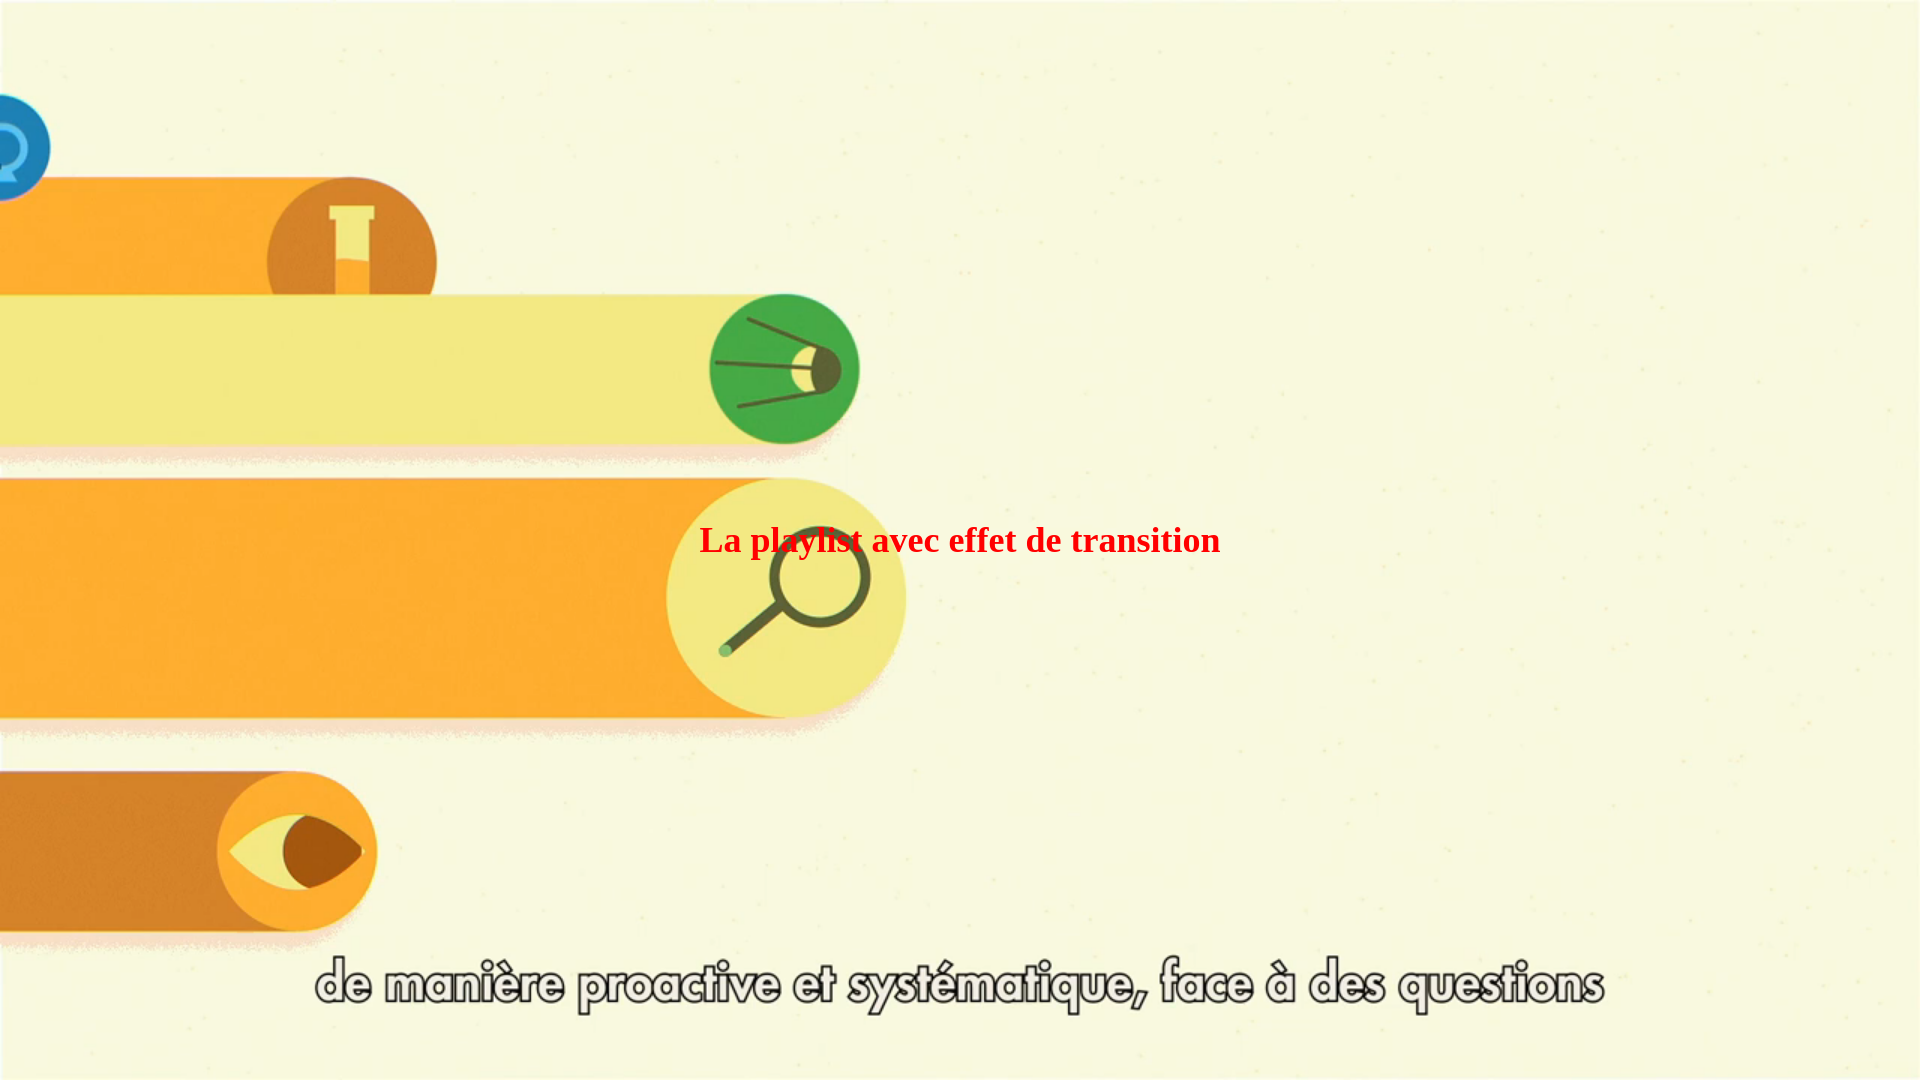 La playlist avec effet de transition
de manière proactive et systématique, face à des questions